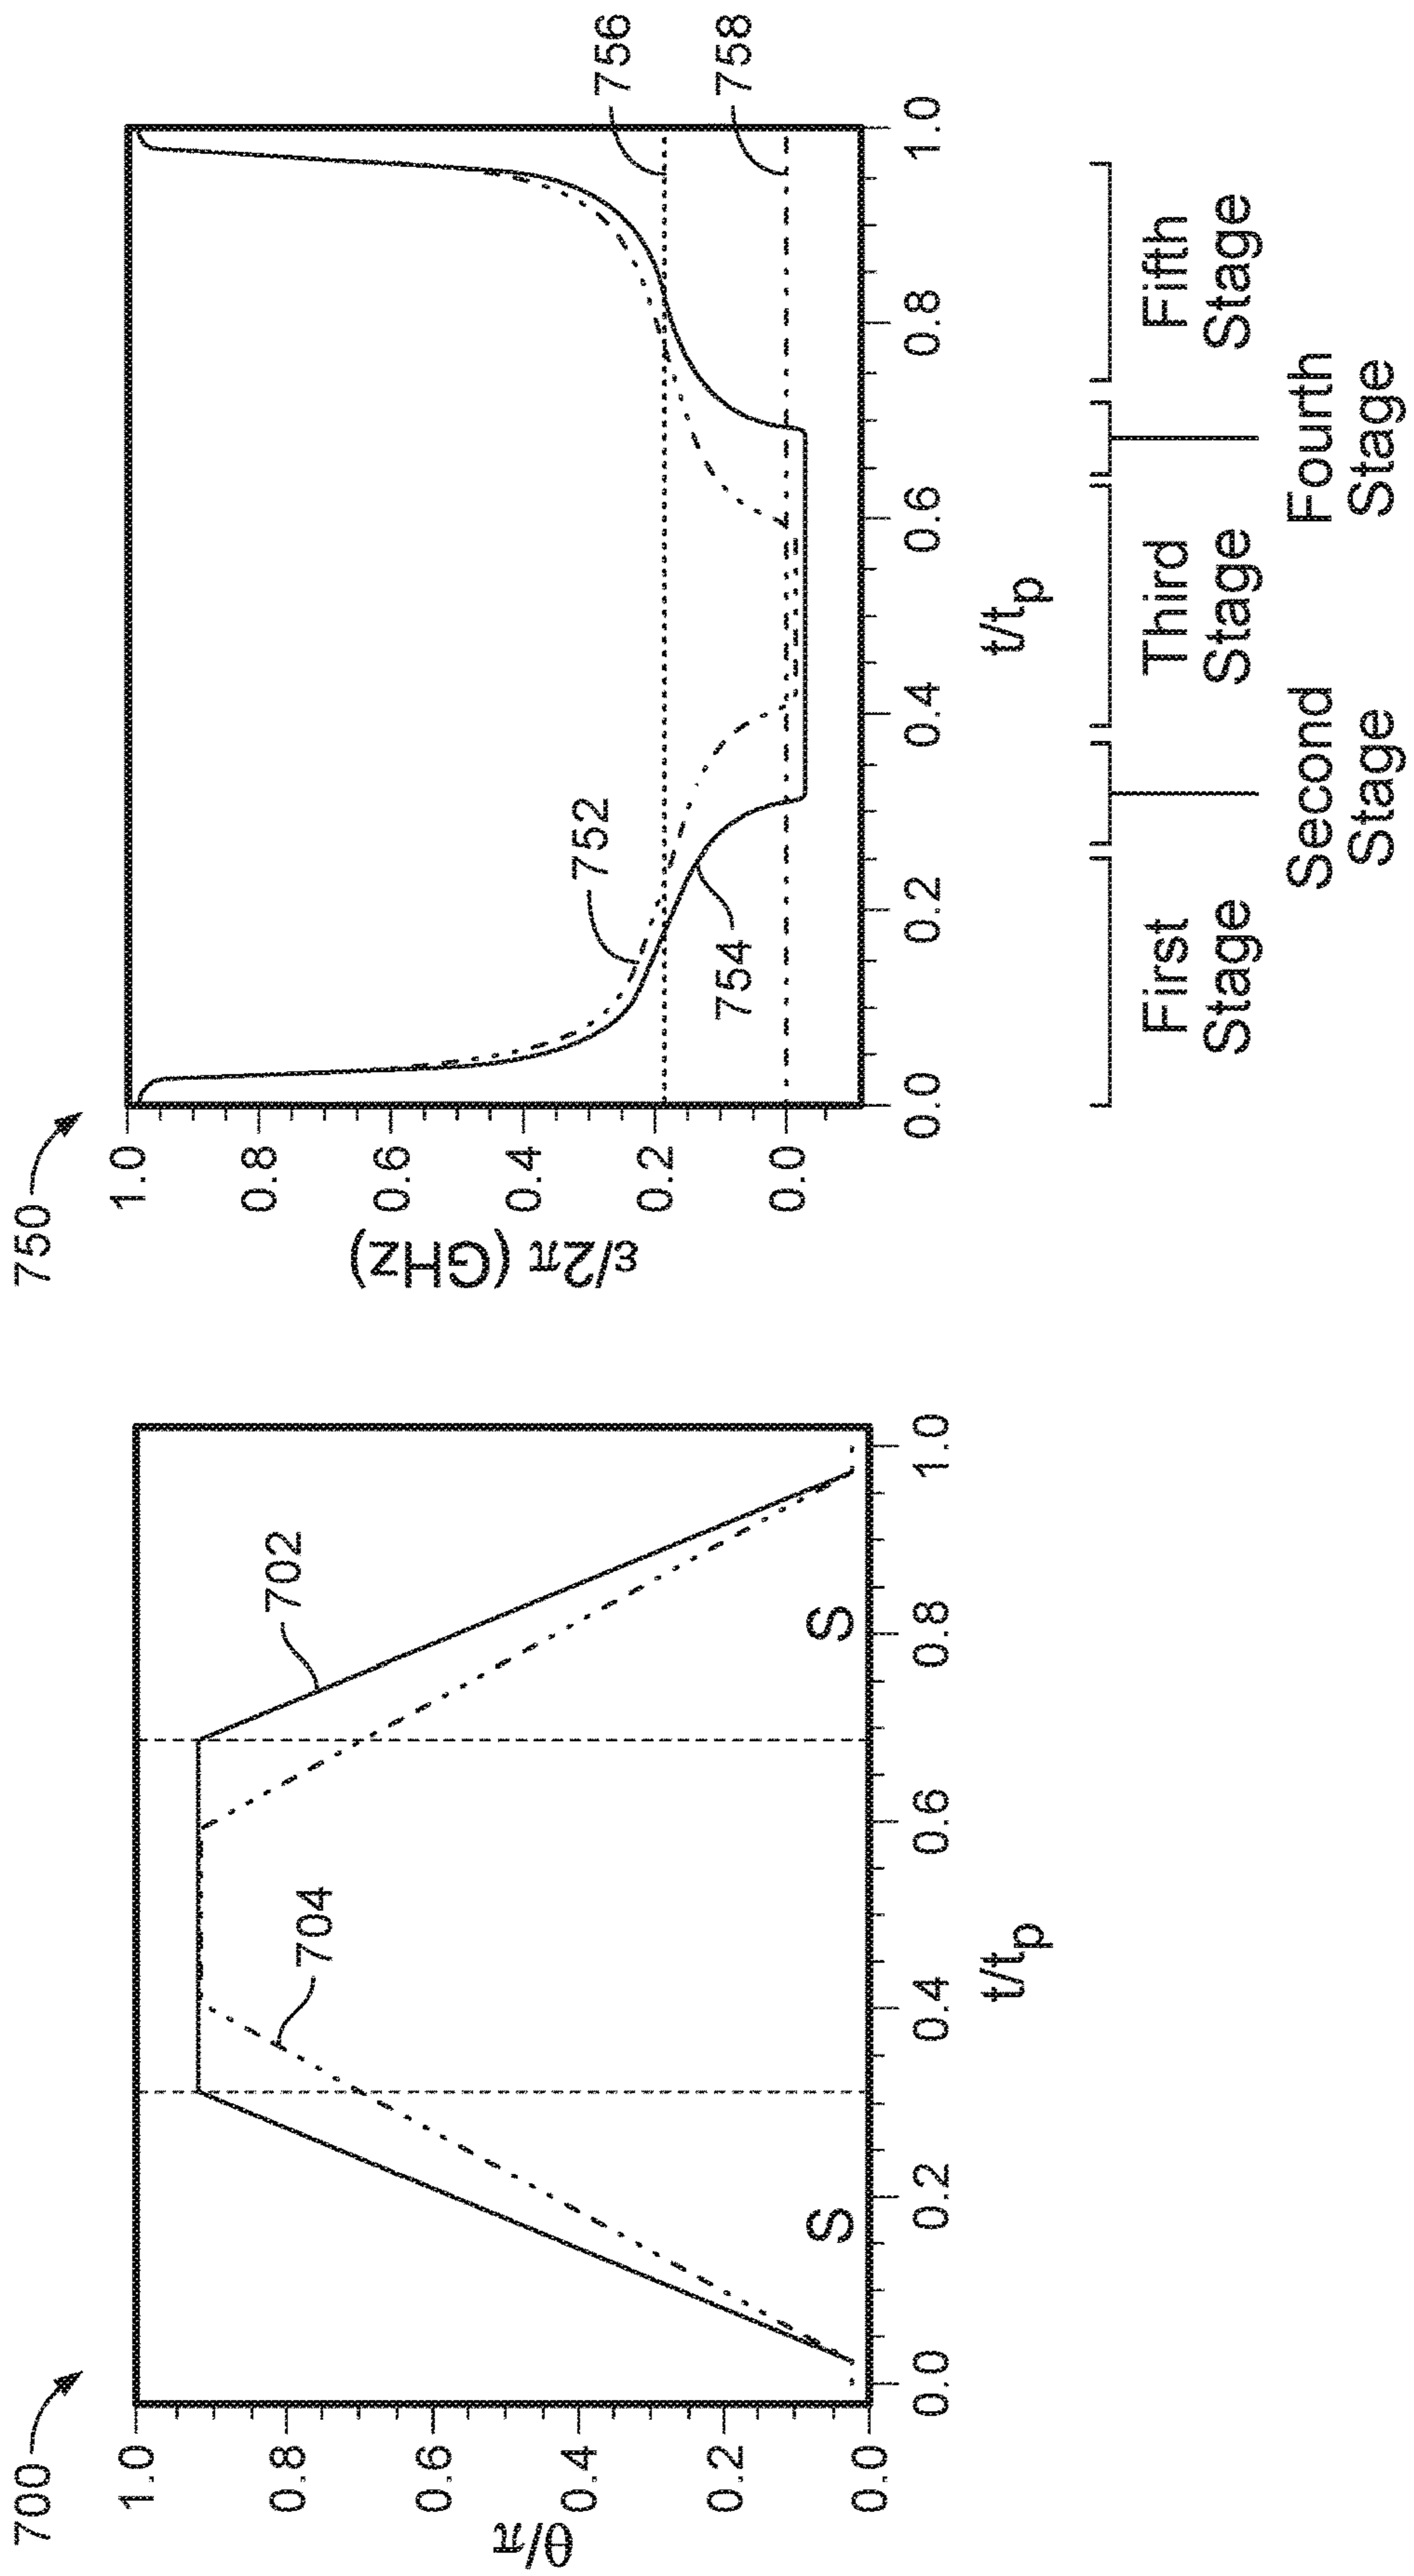 700
1.0
0.8
0.6
0.4
0.2
0.0
θ/π
702
704
S
S
0.0
0.2
0.4
0.6
0.8
1.0
t/tp
750
1.0
0.8
0.6
0.4
0.2
0.0
ε/2π (GHz)
752
754
756
758
0.0
0.2
0.4
0.6
0.8
1.0
t/tp
First
Stage
Second
Stage
Third
Stage
Fourth
Stage
Fifth
Stage